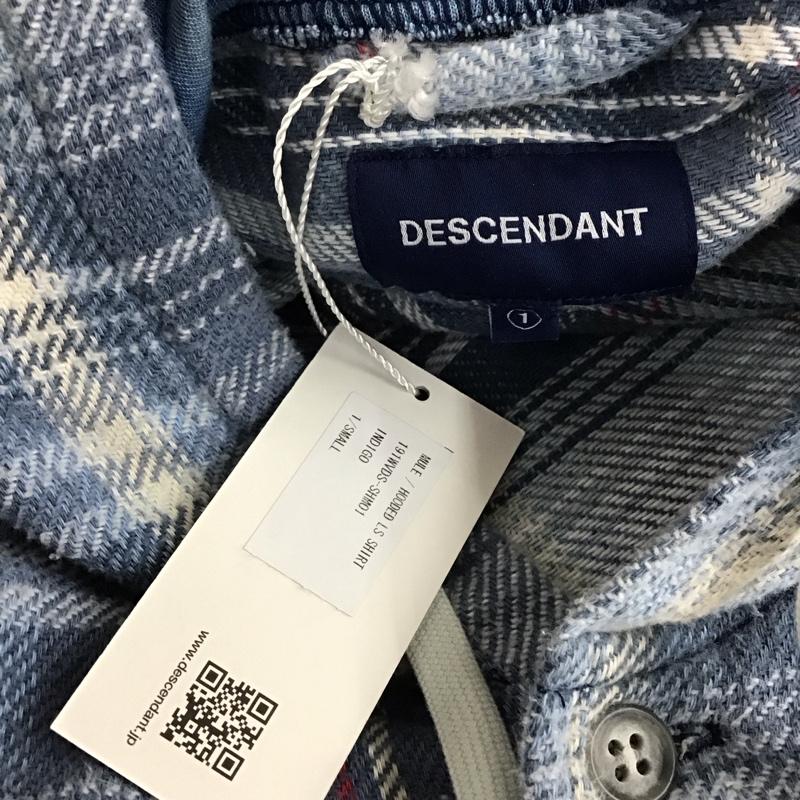 DESCENDANT
1
MULE / HOODED LS SHIRT
191WVDS-SHM01
INDIGO
1/SMALL
www.descendant.jp